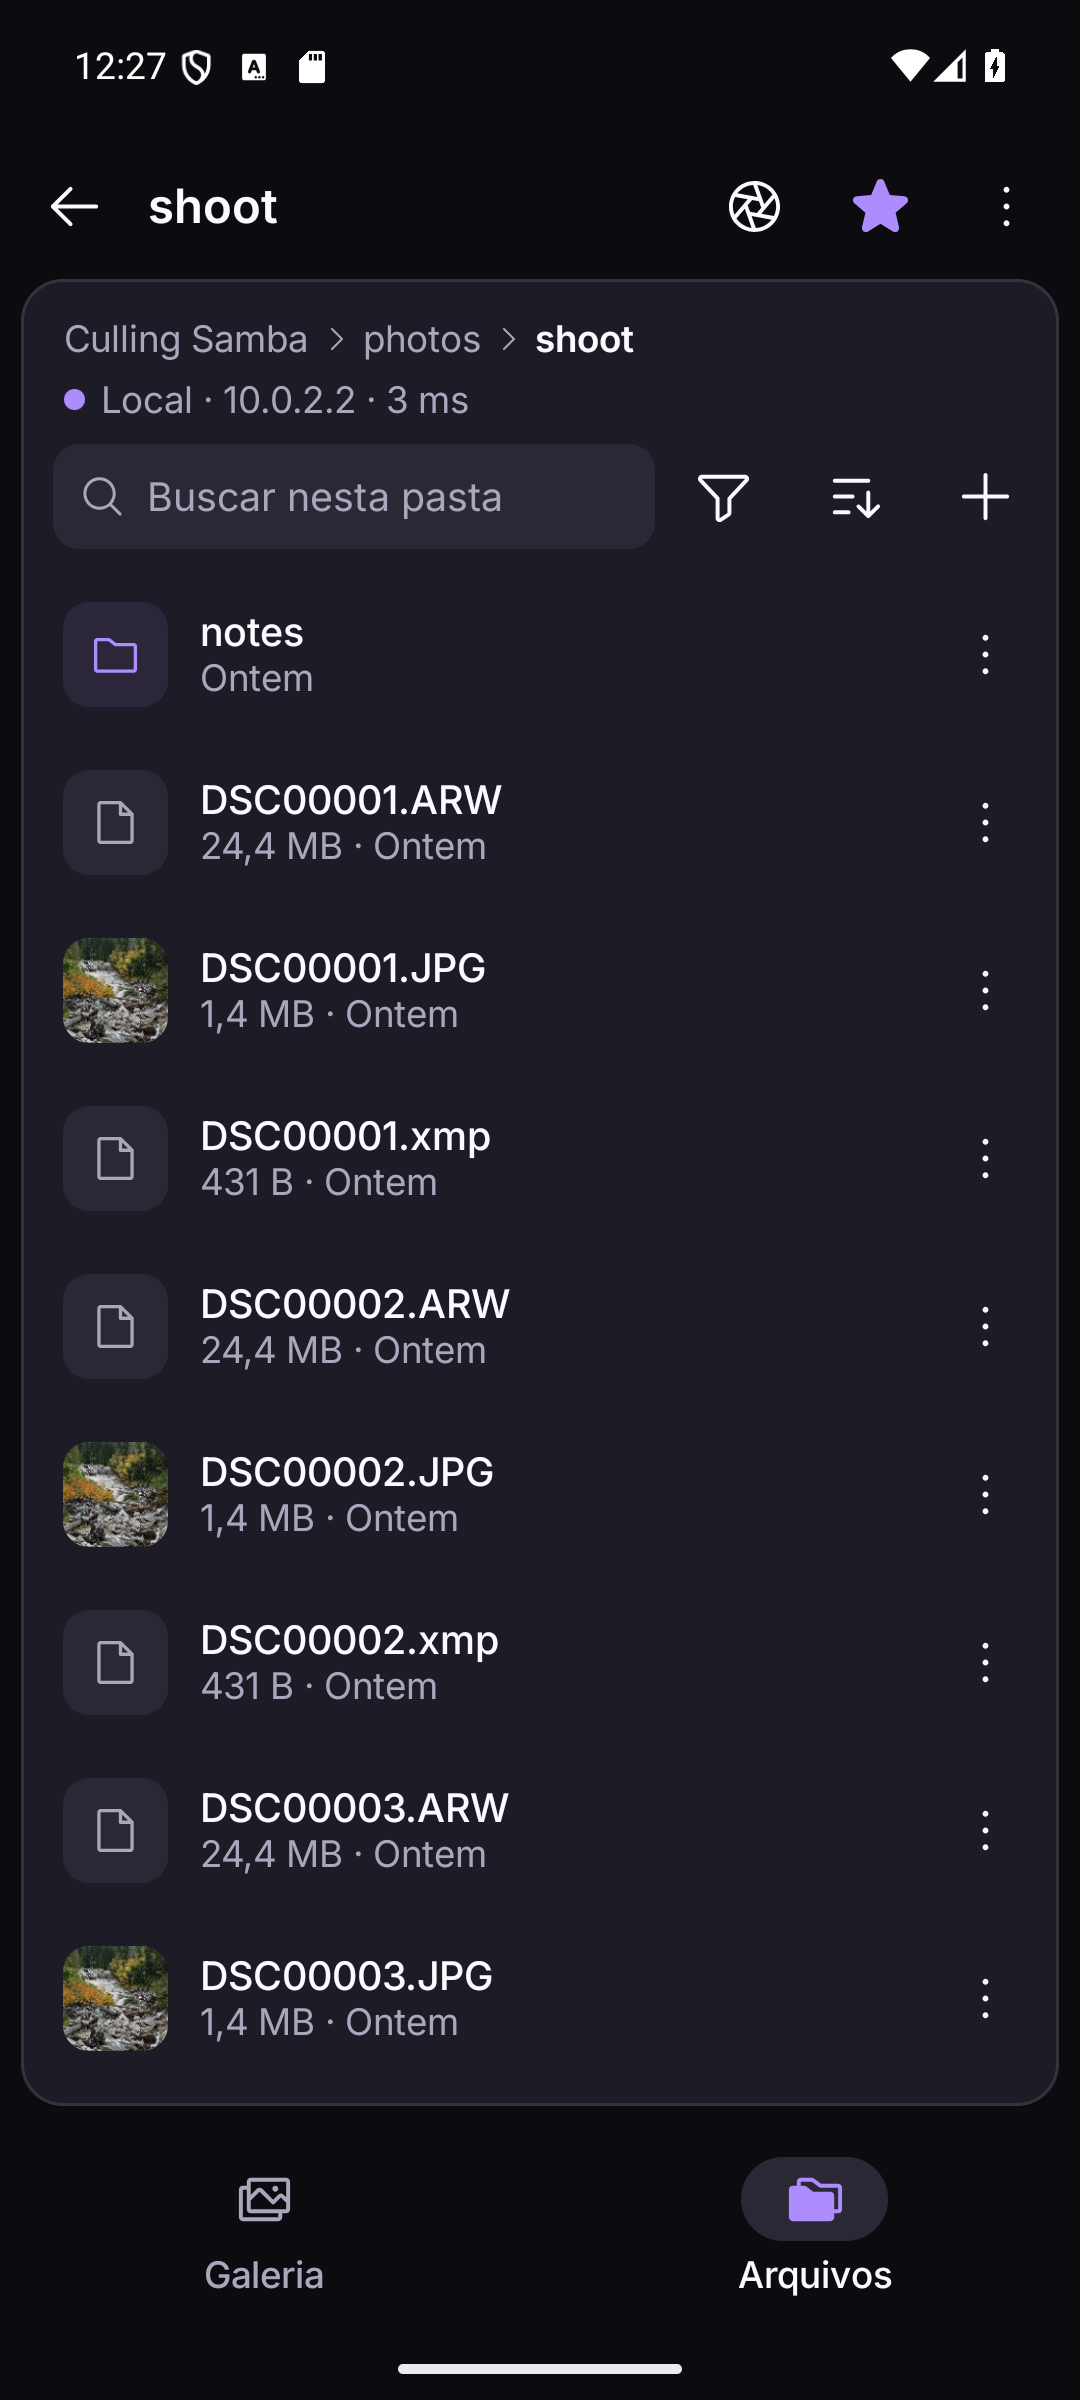 12:27
shoot
Culling Samba > photos > shoot
Local · 10.0.2.2 · 3 ms
Buscar nesta pasta
notes
Ontem
DSC00001.ARW
24,4 MB · Ontem
DSC00001.JPG
1,4 MB · Ontem
DSC00001.xmp
431 B · Ontem
DSC00002.ARW
24,4 MB · Ontem
DSC00002.JPG
1,4 MB · Ontem
DSC00002.xmp
431 B · Ontem
DSC00003.ARW
24,4 MB · Ontem
DSC00003.JPG
1,4 MB · Ontem
Galeria
Arquivos